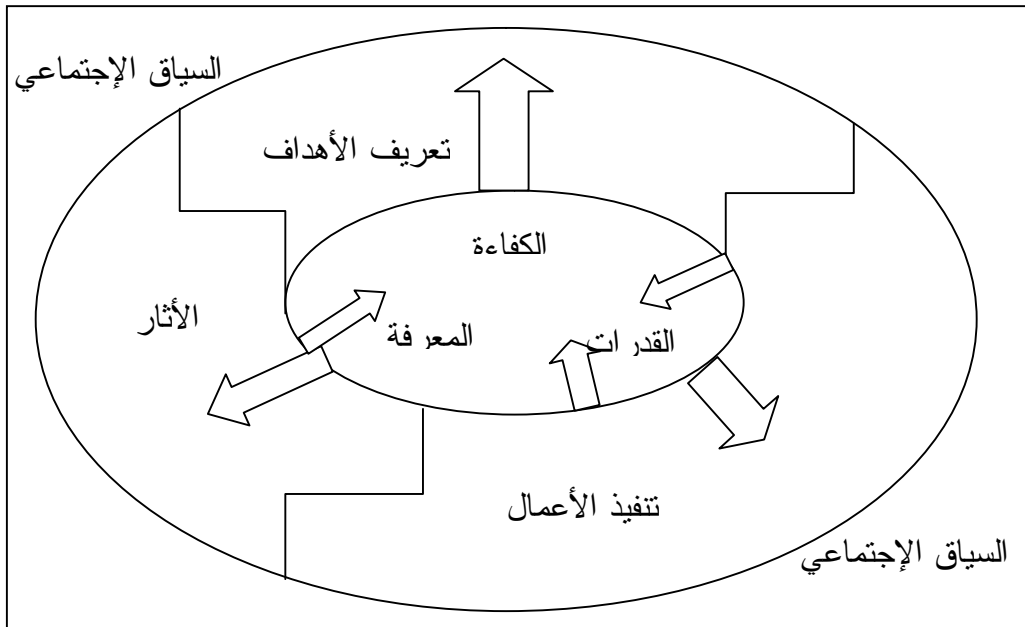 السياق الإجتماعي
تعريف الأهداف
الكفاءة
الأثار
المعرفة
القدرات
تنفيذ الأعمال
السياق الإجتماعي